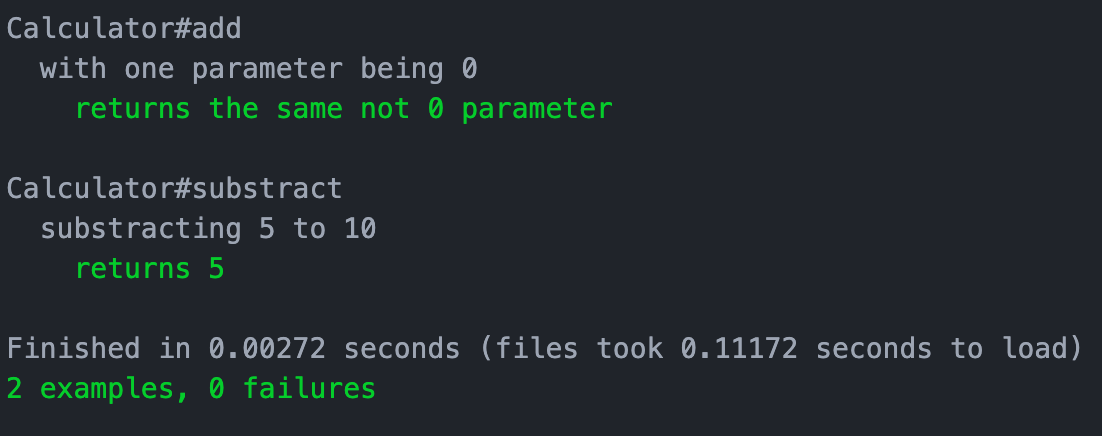 Calculator#add
with one parameter being 0
returns the same not 0 parameter
Calculator#substract
substracting 5 to 10
returns 5
Finished in 0.00272 seconds (files took 0.11172 seconds to load)
2 examples, 0 failures